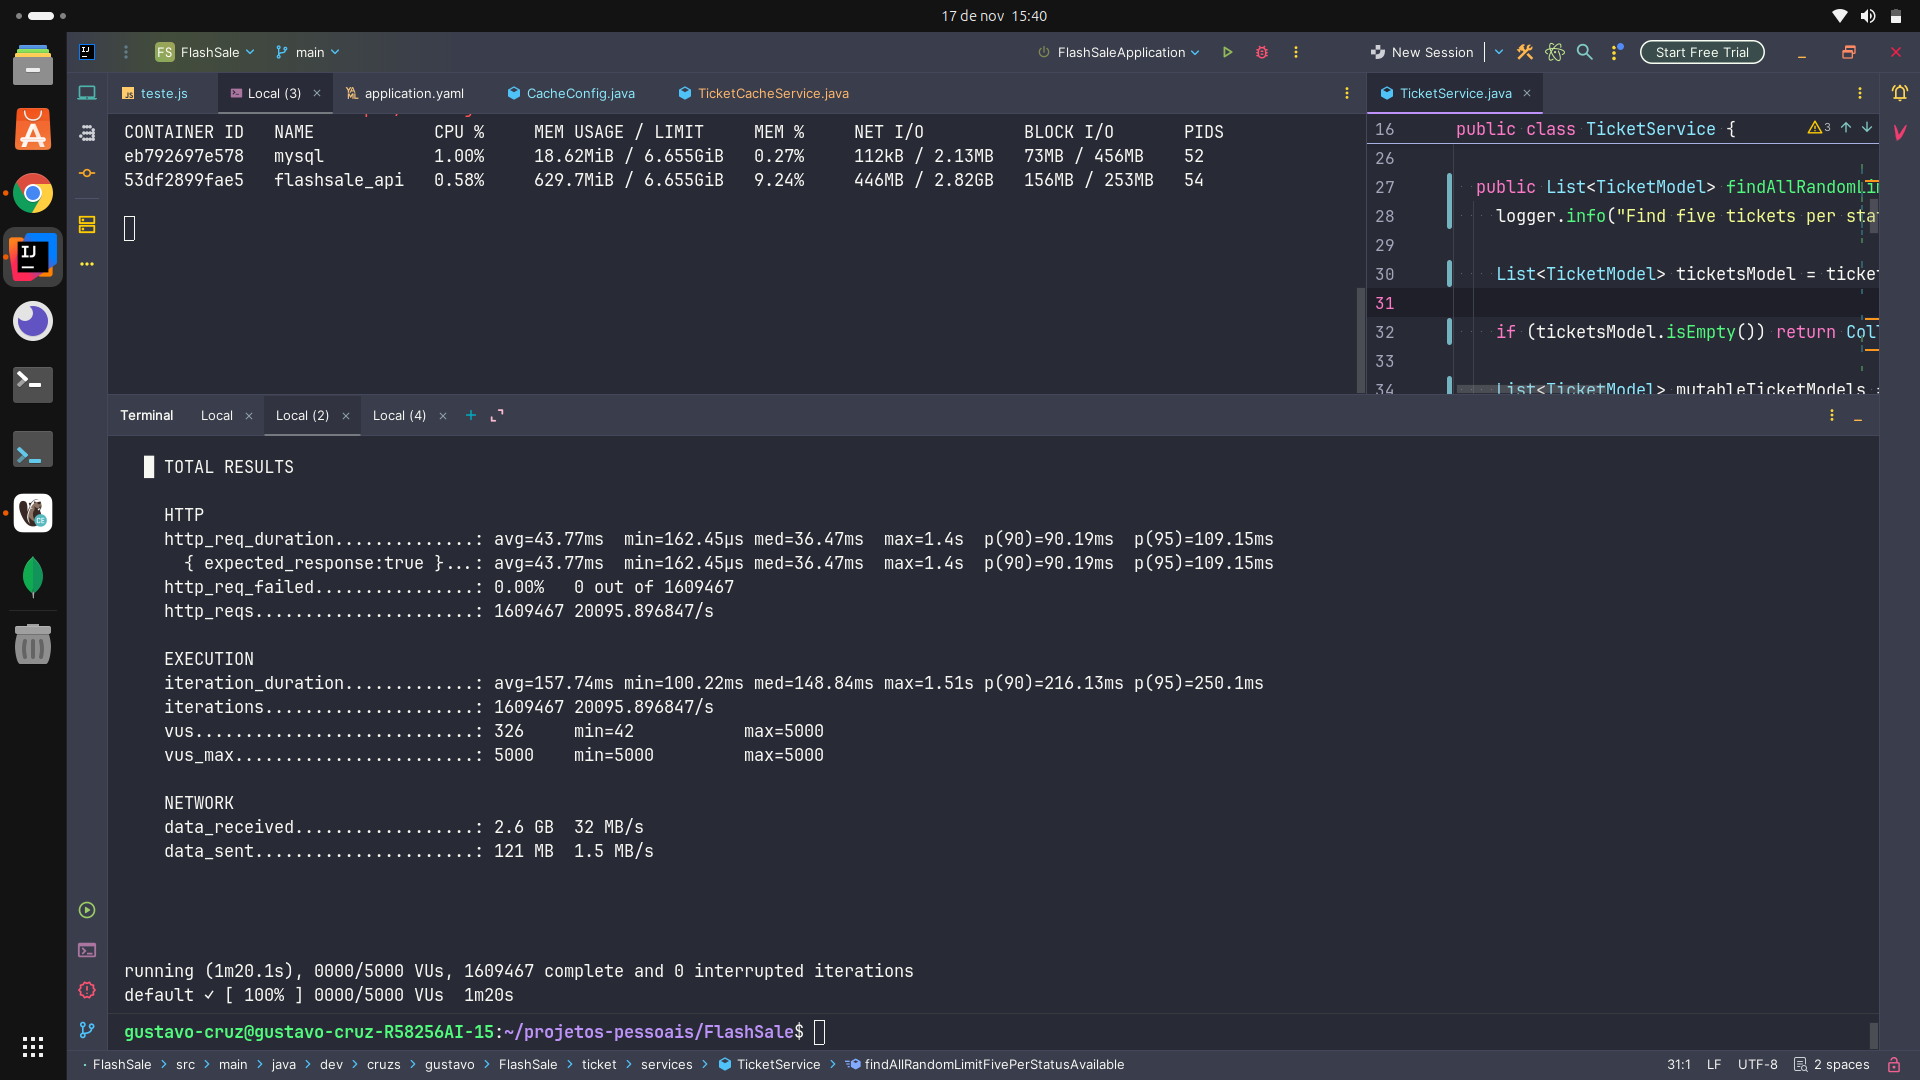 17 de nov  15:40
FS FlashSale main FlashSaleApplication New Session Start Free Trial
teste.js Local (3) application.yaml CacheConfig.java TicketCacheService.java TicketService.java
CONTAINER ID   NAME            CPU %     MEM USAGE / LIMIT     MEM %     NET I/O          BLOCK I/O       PIDS
eb792697e578   mysql           1.00%     18.62MiB / 6.655GiB   0.27%     112kB / 2.13MB   73MB / 456MB    52
53df2899fae5   flashsale_api   0.58%     629.7MiB / 6.655GiB   9.24%     446MB / 2.82GB   156MB / 253MB   54
16 public class TicketService { 3
26
27 public List<TicketModel> findAllRandomLi
28 logger.info("Find five tickets per sta
29
30 List<TicketModel> ticketsModel = ticke
31
32 if (ticketsModel.isEmpty()) return Col
33
34 List<TicketModel> mutableTicketModels =
Terminal Local Local (2) Local (4)
TOTAL RESULTS
HTTP
http_req_duration..............: avg=43.77ms  min=162.45µs med=36.47ms  max=1.4s  p(90)=90.19ms  p(95)=109.15ms
{ expected_response:true }...: avg=43.77ms  min=162.45µs med=36.47ms  max=1.4s  p(90)=90.19ms  p(95)=109.15ms
http_req_failed................: 0.00%   0 out of 1609467
http_reqs......................: 1609467 20095.896847/s
EXECUTION
iteration_duration.............: avg=157.74ms min=100.22ms med=148.84ms max=1.51s p(90)=216.13ms p(95)=250.1ms
iterations.....................: 1609467 20095.896847/s
vus............................: 326     min=42           max=5000
vus_max........................: 5000    min=5000         max=5000
NETWORK
data_received..................: 2.6 GB  32 MB/s
data_sent......................: 121 MB  1.5 MB/s
running (1m20.1s), 0000/5000 VUs, 1609467 complete and 0 interrupted iterations
default ✓ [ 100% ] 0000/5000 VUs  1m20s
gustavo-cruz@gustavo-cruz-R58256AI-15:~/projetos-pessoais/FlashSale$
FlashSale > src > main > java > dev > cruzs > gustavo > FlashSale > ticket > services > TicketService > findAllRandomLimitFivePerStatusAvailable 31:1 LF UTF-8 2 spaces